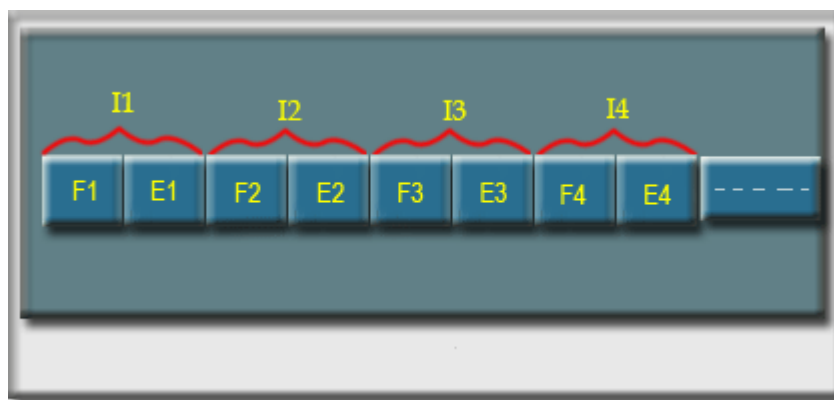 I1 I2 I3 I4
F1 E1 F2 E2 F3 E3 F4 E4 - - - - -